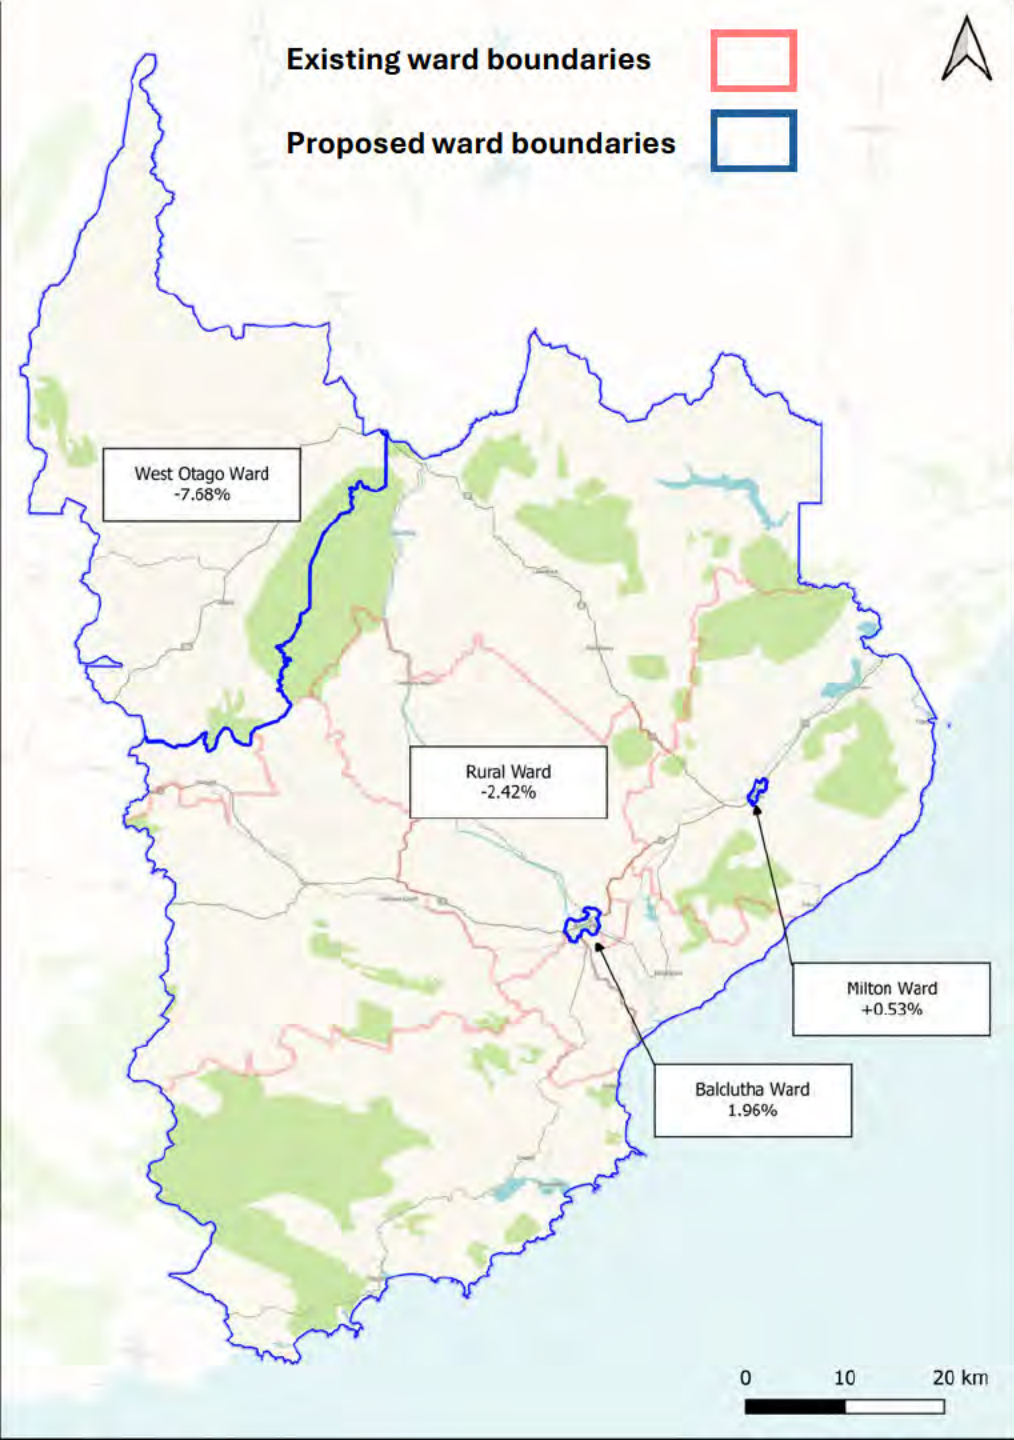 Existing ward boundaries
Proposed ward boundaries
West Otago Ward
-7.68%
Rural Ward
-2.42%
Milton Ward
+0.53%
Balclutha Ward
1.96%
0 10 20 km